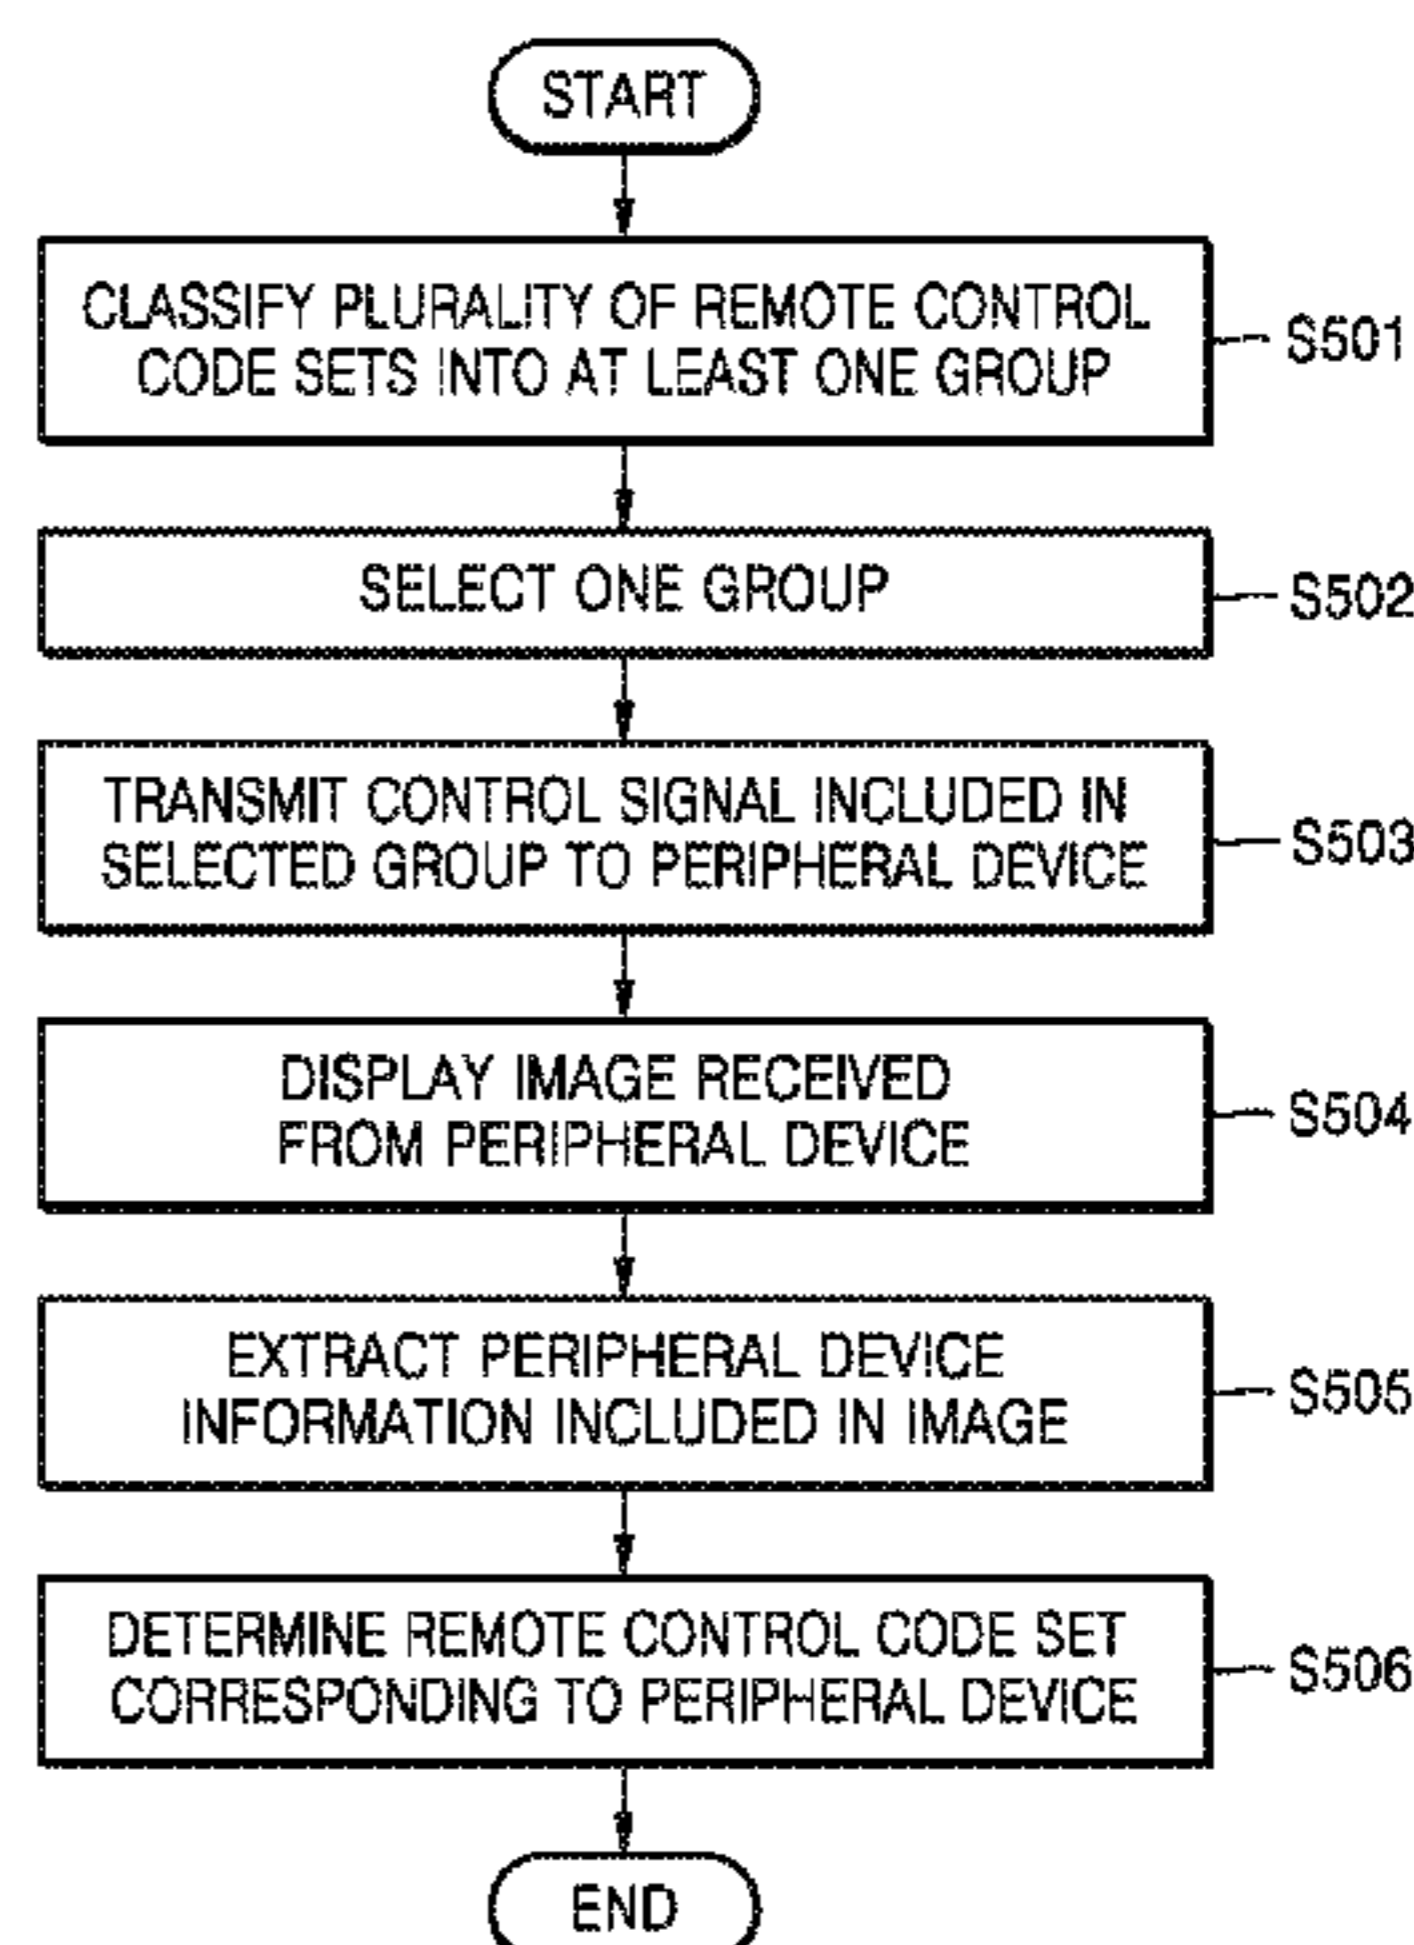 START
CLASSIFY PLURALITY OF REMOTE CONTROL
CODE SETS INTO AT LEAST ONE GROUP
S501
SELECT ONE GROUP
S502
TRANSMIT CONTROL SIGNAL INCLUDED IN
SELECTED GROUP TO PERIPHERAL DEVICE
S503
DISPLAY IMAGE RECEIVED
FROM PERIPHERAL DEVICE
S504
EXTRACT PERIPHERAL DEVICE
INFORMATION INCLUDED IN IMAGE
S505
DETERMINE REMOTE CONTROL CODE SET
CORRESPONDING TO PERIPHERAL DEVICE
S506
END